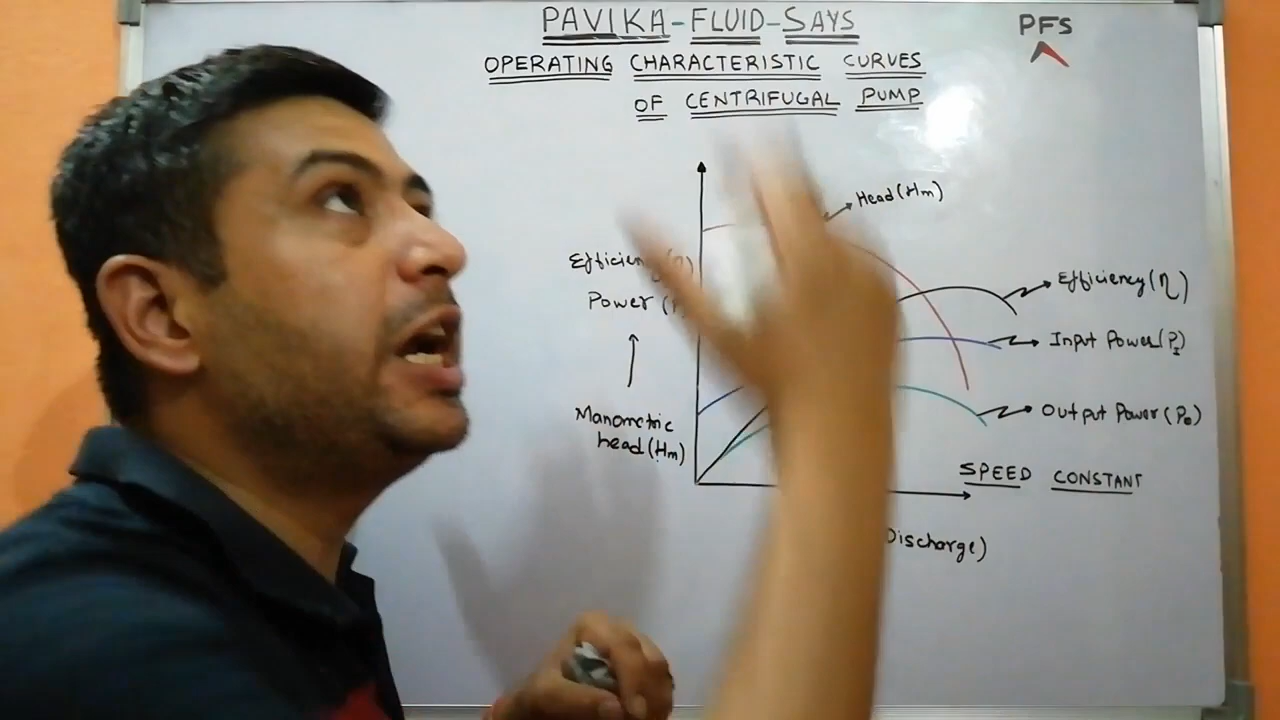 PAVIKA-FLUID-SAYS
PFS
OPERATING CHARACTERISTIC CURVES
OF CENTRIFUGAL PUMP
Head (Hm)
Power
Efficiency (η)
Input Power (PI)
Manometric
head (Hm)
Output Power (Po)
SPEED CONSTANT
Discharge)